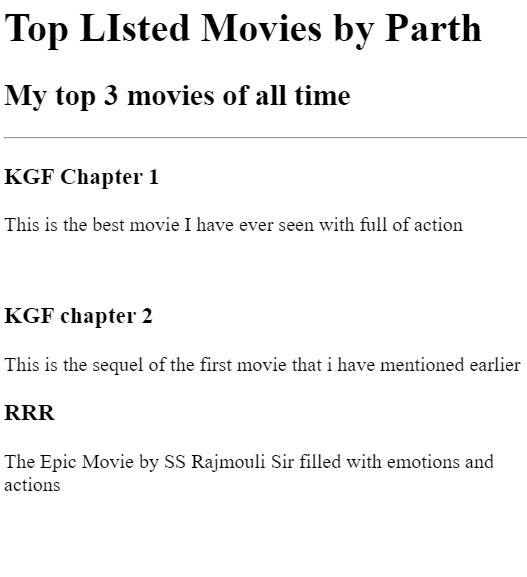 Top LIsted Movies by Parth
My top 3 movies of all time
KGF Chapter 1
This is the best movie I have ever seen with full of action
KGF chapter 2
This is the sequel of the first movie that i have mentioned earlier
RRR
The Epic Movie by SS Rajmouli Sir filled with emotions and
actions